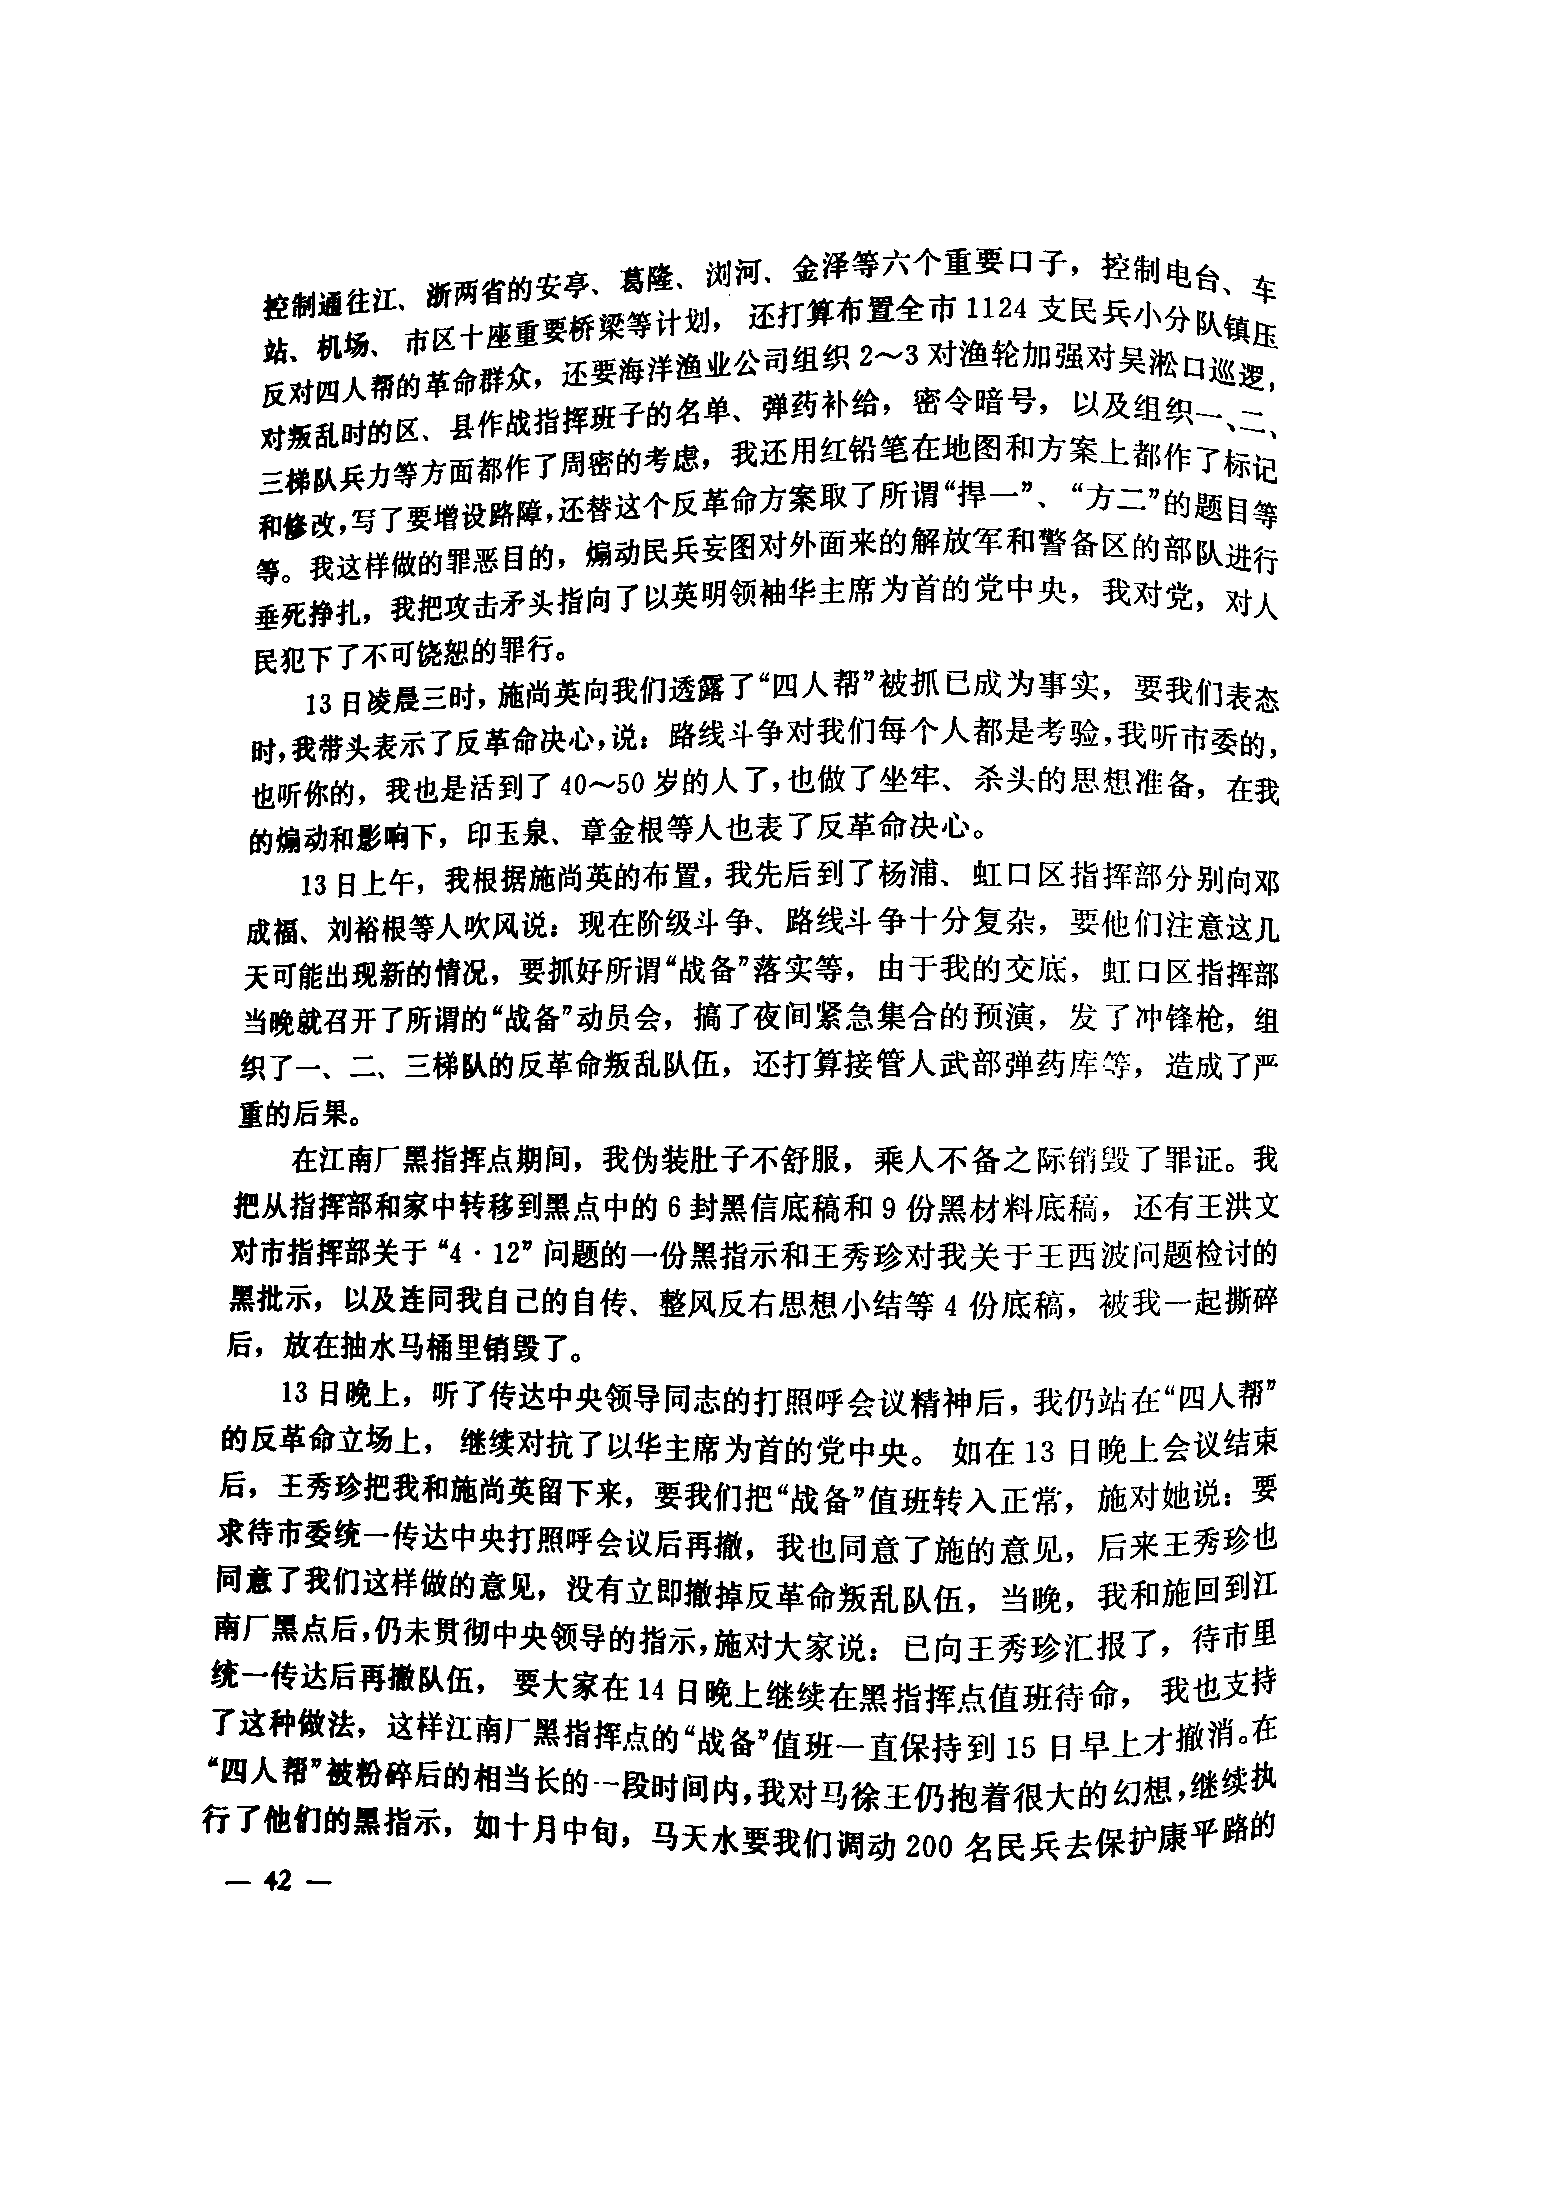 控制通往江、浙两省的安亭、葛隆、浏河、金泽等六个重要口子，控制电台、车
站、机场、市区十座重要桥梁等计划，还打算布置全市1124支民兵小分队镇压
反对四人帮的革命群众，还要海洋渔业公司组织2～3对渔轮加强对吴淞口巡逻，
对叛乱时的区、县作战指挥班子的名单、弹药补给，密令暗号，以及组织一、二、
三梯队兵力等方面都作了周密的考虑，我还用红铅笔在地图和方案上都作了标记
和修改，写了要增设路障，还替这个反革命方案取了所谓“捍一”、“方二”的题目等
等。我这样做的罪恶目的，煽动民兵妄图对外面来的解放军和警备区的部队进行
垂死挣扎，我把攻击矛头指向了以英明领袖华主席为首的党中央，我对党，对人
民犯下了不可饶恕的罪行。
13日凌晨三时，施尚英向我们透露了“四人帮”被抓已成为事实，要我们表态
时，我带头表示了反革命决心，说：路线斗争对我们每个人都是考验，我听市委的，
也听你的，我也是活到了40～50岁的人了，也做了坐牢、杀头的思想准备，在我
的煽动和影响下，印玉泉、章金根等人也表了反革命决心。
13日上午，我根据施尚英的布置，我先后到了杨浦、虹口区指挥部分别向邓
成福、刘裕根等人吹风说：现在阶级斗争、路线斗争十分复杂，要他们注意这几
天可能出现新的情况，要抓好所谓“战备”落实等，由于我的交底，虹口区指挥部
当晚就召开了所谓的“战备”动员会，搞了夜间紧急集合的预演，发了冲锋枪，组
织了一、二、三梯队的反革命叛乱队伍，还打算接管人武部弹药库等，造成了严
重的后果。
在江南厂黑指挥点期间，我伪装肚子不舒服，乘人不备之际销毁了罪证。我
把从指挥部和家中转移到黑点中的6封黑信底稿和9份黑材料底稿，还有王洪文
对市指挥部关于“4·12”问题的一份黑指示和王秀珍对我关于王西波问题检讨的
黑批示，以及连同我自己的自传、整风反右思想小结等4份底稿，被我一起撕碎
后，放在抽水马桶里销毁了。
13日晚上，听了传达中央领导同志的打照呼会议精神后，我仍站在“四人帮”
的反革命立场上，继续对抗了以华主席为首的党中央。如在13日晚上会议结束
后，王秀珍把我和施尚英留下来，要我们把“战备”值班转入正常，施对她说：要
求待市委统一传达中央打照呼会议后再撤，我也同意了施的意见，后来王秀珍也
同意了我们这样做的意见，没有立即撤掉反革命叛乱队伍，当晚，我和施回到江
南厂黑点后，仍未贯彻中央领导的指示，施对大家说：已向王秀珍汇报了，待市里
统一传达后再撤队伍，要大家在14日晚上继续在黑指挥点值班待命，我也支持
了这种做法，这样江南厂黑指挥点的“战备”值班一直保持到15日早上才撤消。在
“四人帮”被粉碎后的相当长的一段时间内，我对马徐王仍抱着很大的幻想，继续执
行了他们的黑指示，如十月中旬，马天水要我们调动200名民兵去保护康平路的
— 42 —